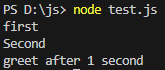 PS D:\js> node test.js
first
Second
greet after 1 second